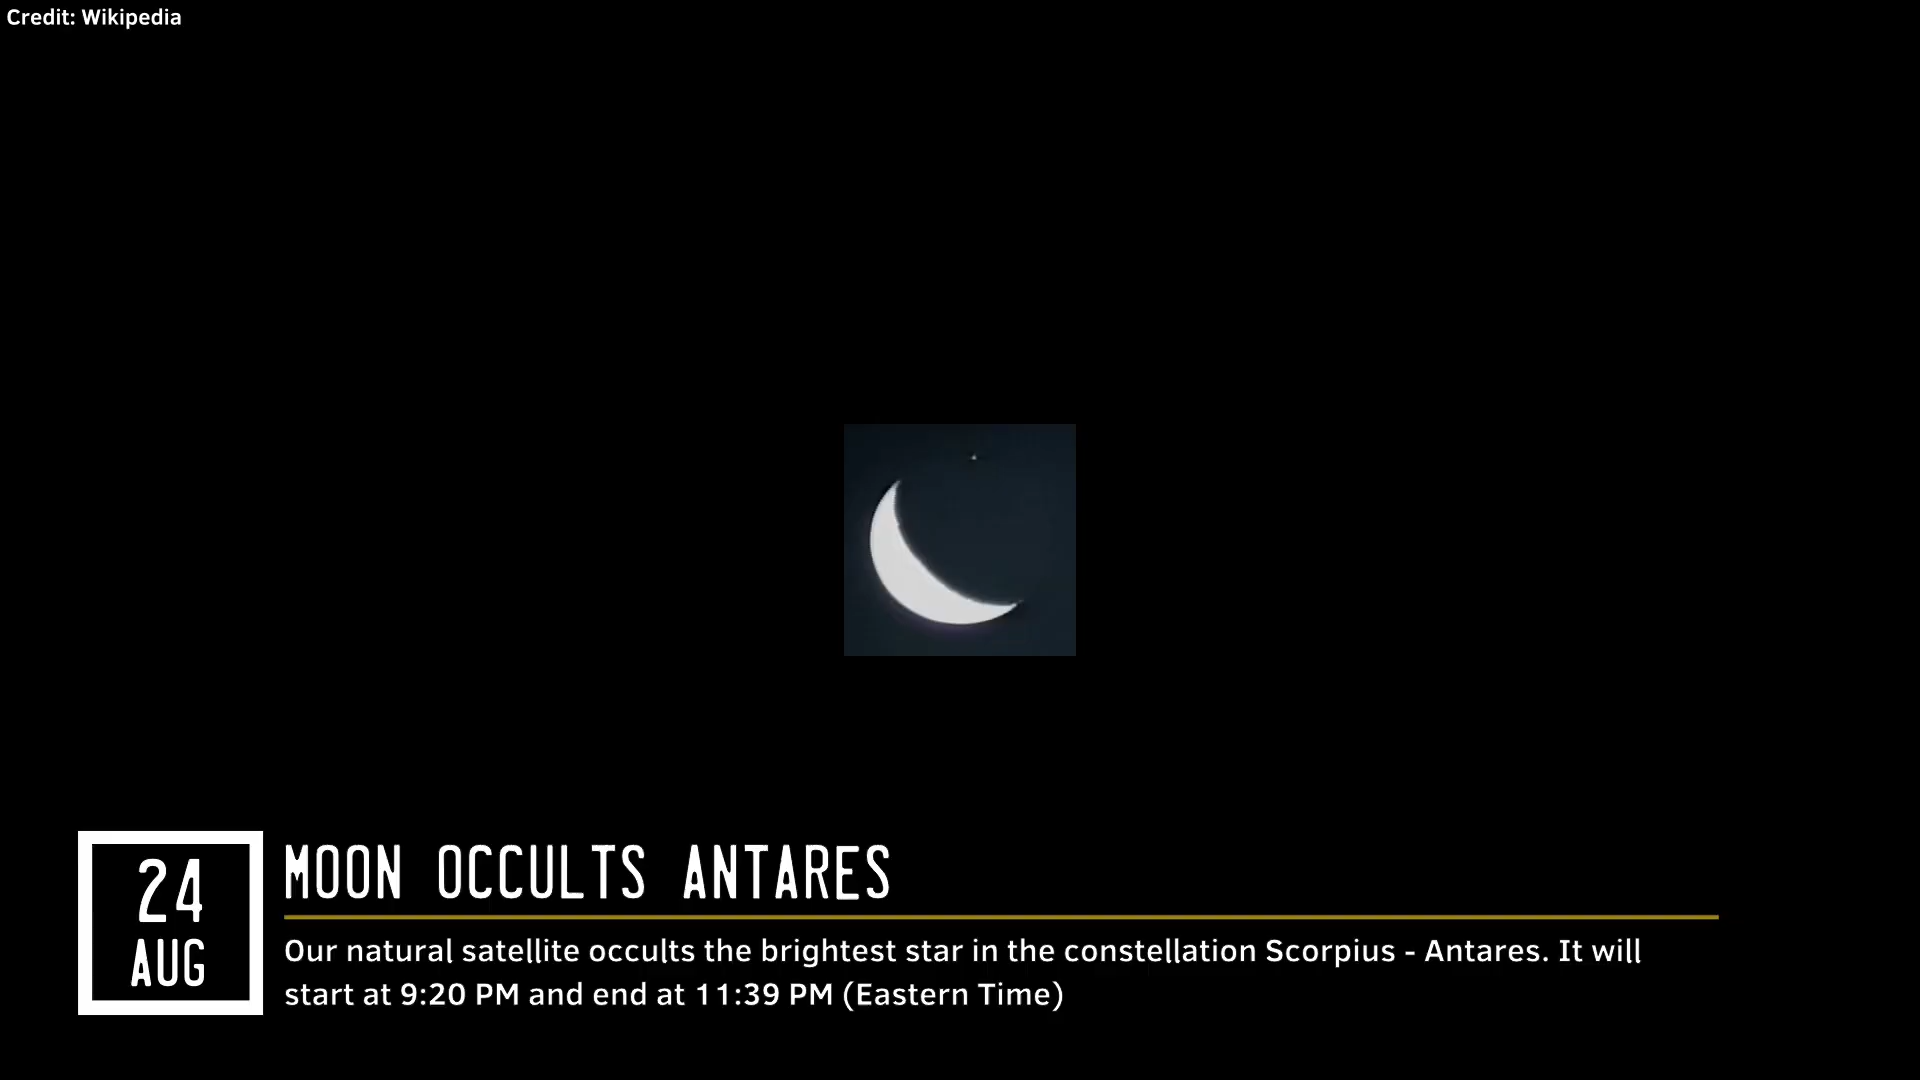 Credit: Wikipedia
24
AUG
MOON OCCULTS ANTARES
Our natural satellite occults the brightest star in the constellation Scorpius - Antares. It will
start at 9:20 PM and end at 11:39 PM (Eastern Time)